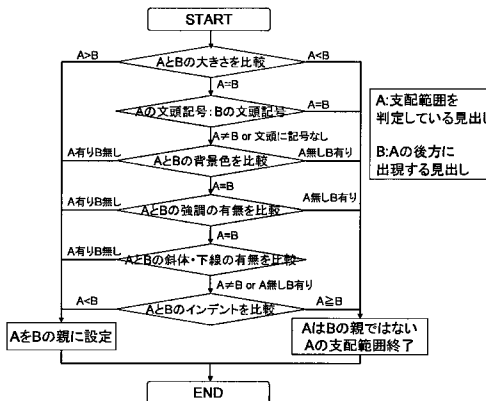 START
A>B
AとBの大きさを比較
A<B
A=B
Aの文頭記号:Bの文頭記号
A=B
A≠B or 文頭に記号なし
A有りB無し
AとBの背景色を比較
A無しB有り
A=B
A有りB無し
AとBの強調の有無を比較
A無しB有り
A=B
A有りB無し
AとBの斜体・下線の有無を比較
A≠B or A無しB有り
A<B
AとBのインデントを比較
A≧B
AをBの親に設定
AはBの親ではない
Aの支配範囲終了
END
A:支配範囲を
判定している見出し
B:Aの後方に
出現する見出し